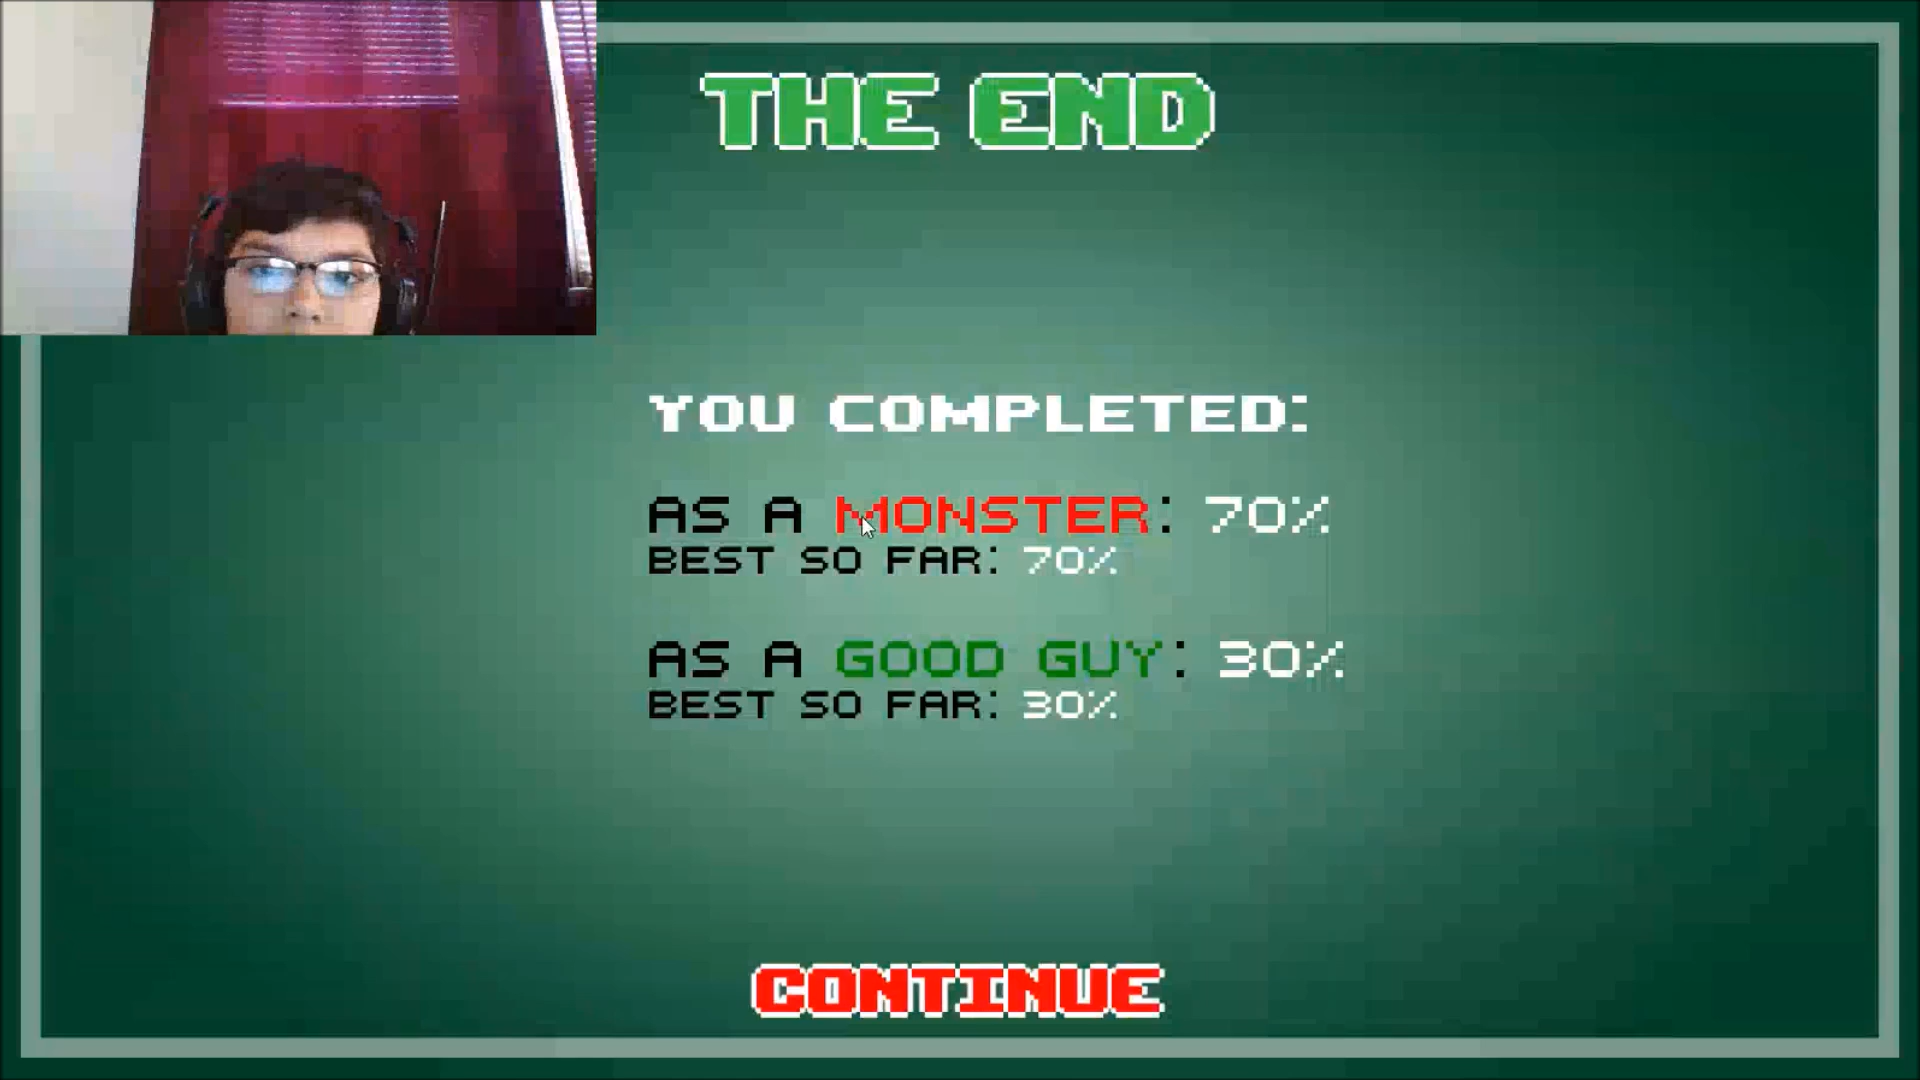 THE END
YOU COMPLETED:
AS A MONSTER: 70%
BEST SO FAR: 70%
AS A GOOD GUY: 30%
BEST SO FAR: 30%
CONTINUE